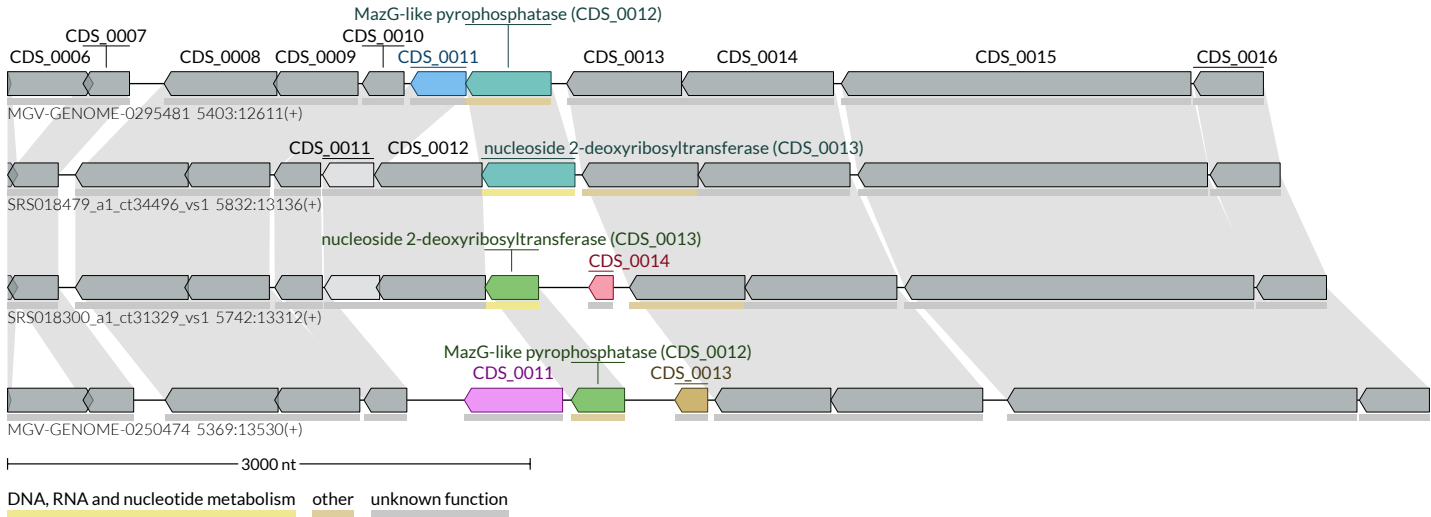 MazG-like pyrophosphatase (CDS_0012)
CDS_0007 CDS_0010
CDS_0006 CDS_0008 CDS_0009 CDS_0011 CDS_0013 CDS_0014 CDS_0015 CDS_0016
MGV-GENOME-0295481 5403:12611(+)
CDS_0011 CDS_0012 nucleoside 2-deoxyribosyltransferase (CDS_0013)
SRS018479_a1_ct34496_vs1 5832:13136(+)
nucleoside 2-deoxyribosyltransferase (CDS_0013)
CDS_0014
SRS018300_a1_ct31329_vs1 5742:13312(+)
MazG-like pyrophosphatase (CDS_0012)
CDS_0011 CDS_0013
MGV-GENOME-0250474 5369:13530(+)
3000 nt
DNA, RNA and nucleotide metabolism other unknown function